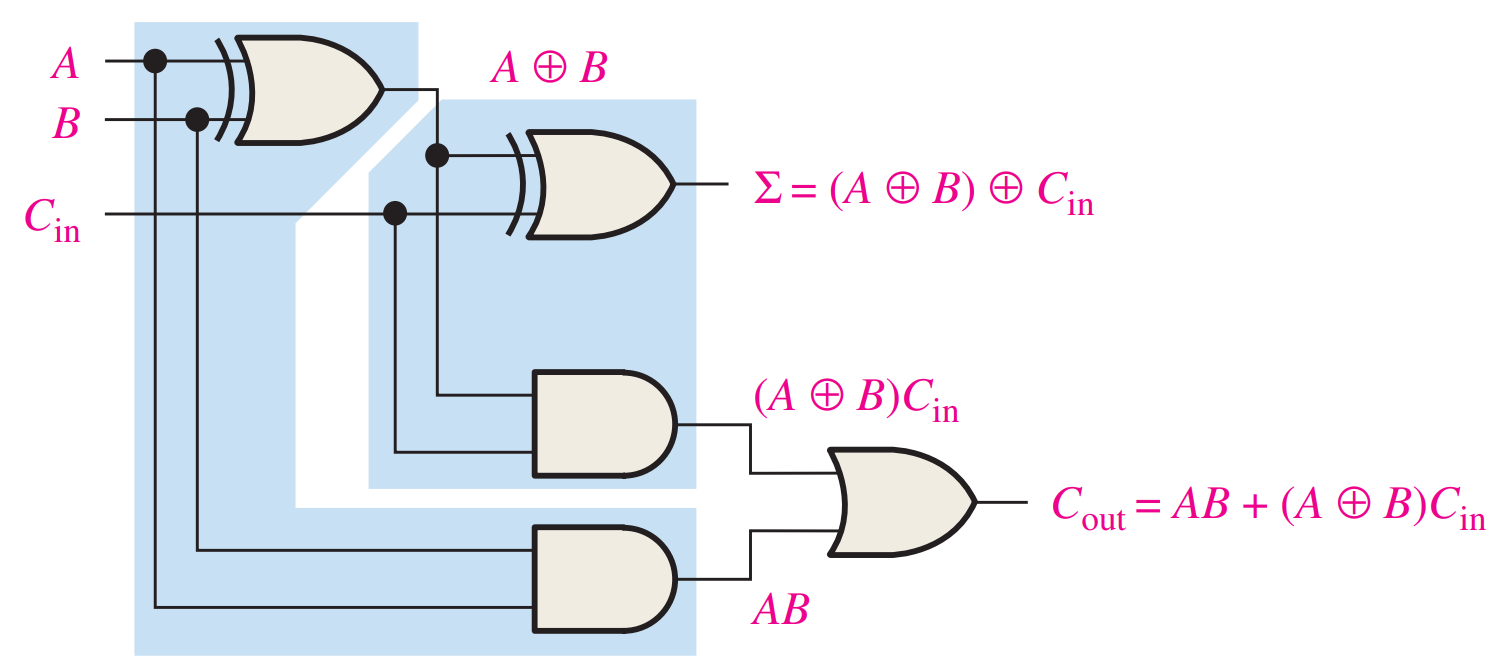 A
A ⊕ B
B
Σ = (A ⊕ B) ⊕ Cin
Cin
(A ⊕ B)Cin
Cout = AB + (A ⊕ B)Cin
AB